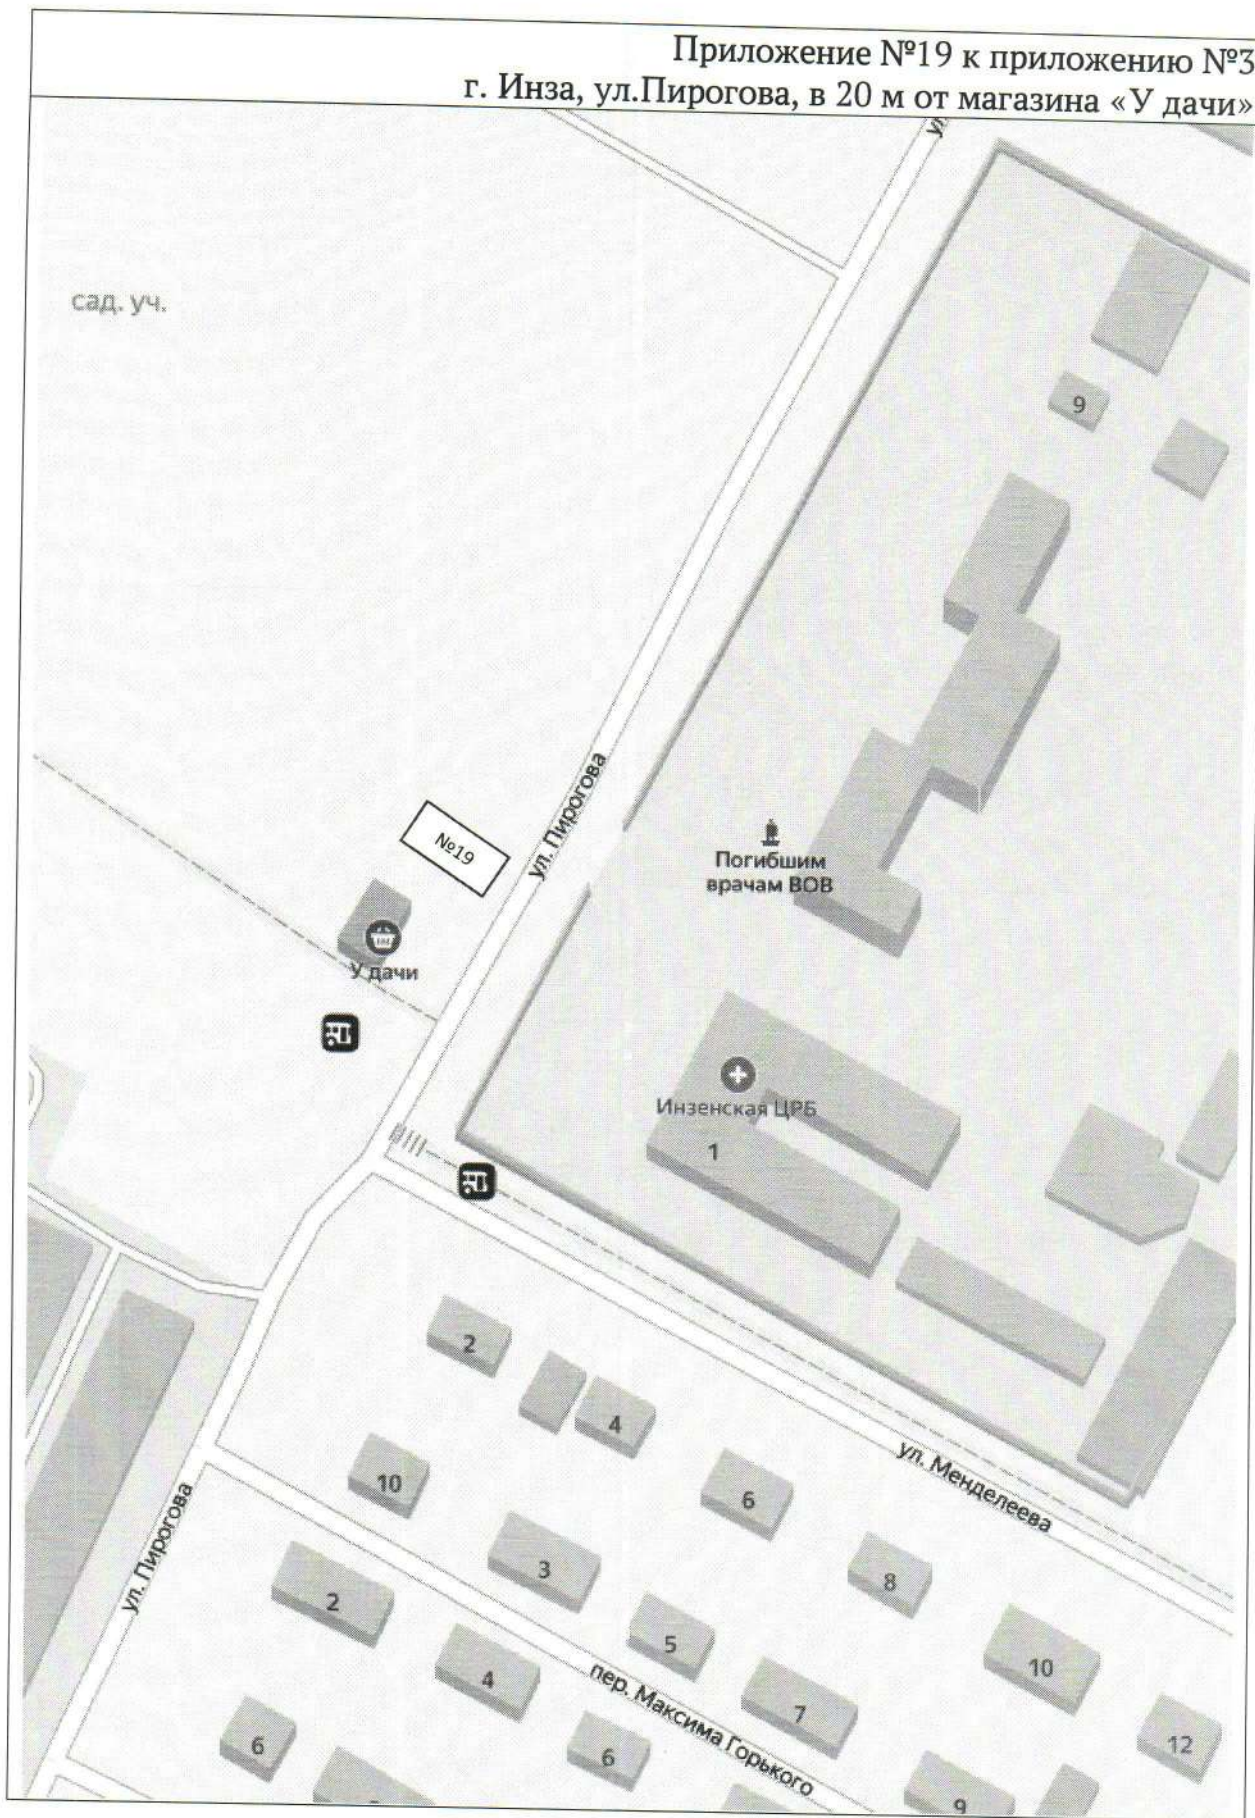 Приложение №19 к приложению №3
г. Инза, ул.Пирогова, в 20 м от магазина «У дачи»
сад. уч.
9
ул. Пирогова
№19
Погибшим
врачам ВОВ
У дачи
Инзенская ЦРБ
1
2
4
10
6
ул. Менделеева
3
8
ул. Пирогова
2
5
10
4
пер. Максима Горького
7
12
6
6
9